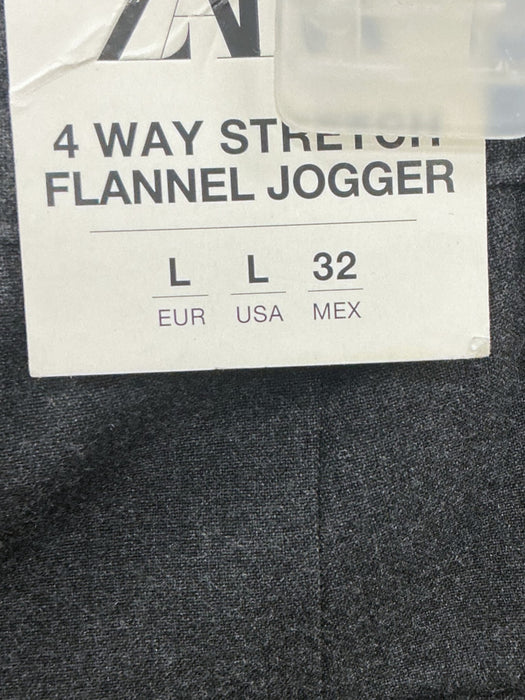 4 WAY STRETCH
FLANNEL JOGGER
L L 32
EUR USA MEX